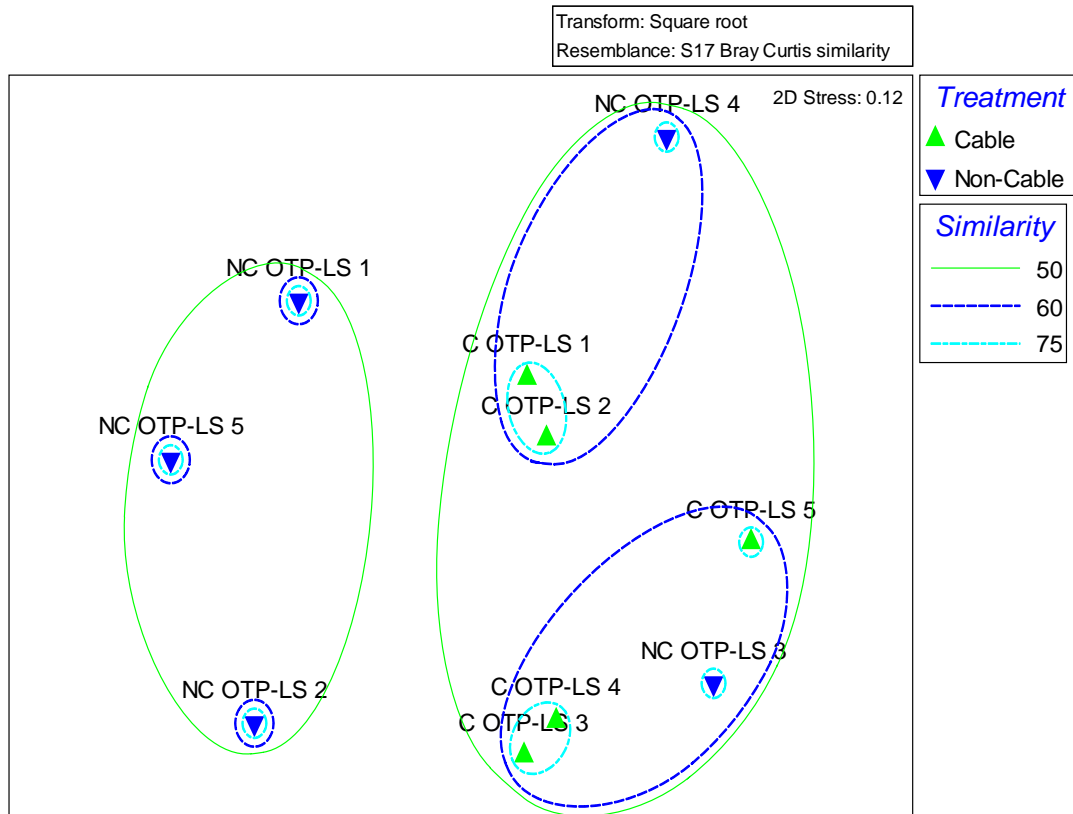 Transform: Square root
Resemblance: S17 Bray Curtis similarity
2D Stress: 0.12
Treatment
Cable
Non-Cable
Similarity
50
60
75
NC OTP-LS 4
NC OTP-LS 1
C OTP-LS 1
C OTP-LS 2
NC OTP-LS 5
C OTP-LS 5
NC OTP-LS 3
NC OTP-LS 2
C OTP-LS 4
C OTP-LS 3